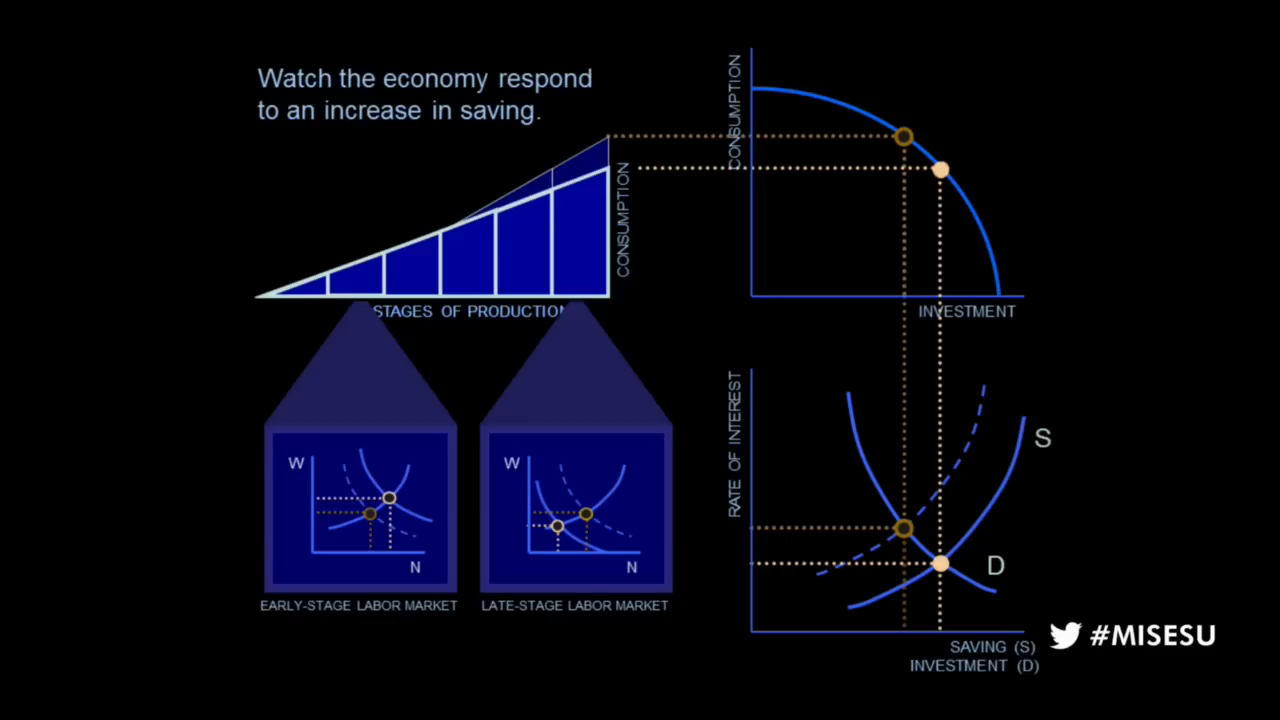 Watch the economy respond
to an increase in saving.
CONSUMPTION
STAGES OF PRODUCTION
CONSUMPTION
INVESTMENT
W
N
EARLY-STAGE LABOR MARKET
W
N
LATE-STAGE LABOR MARKET
RATE OF INTEREST
S
D
SAVING (S)
INVESTMENT (D)
#MISESU